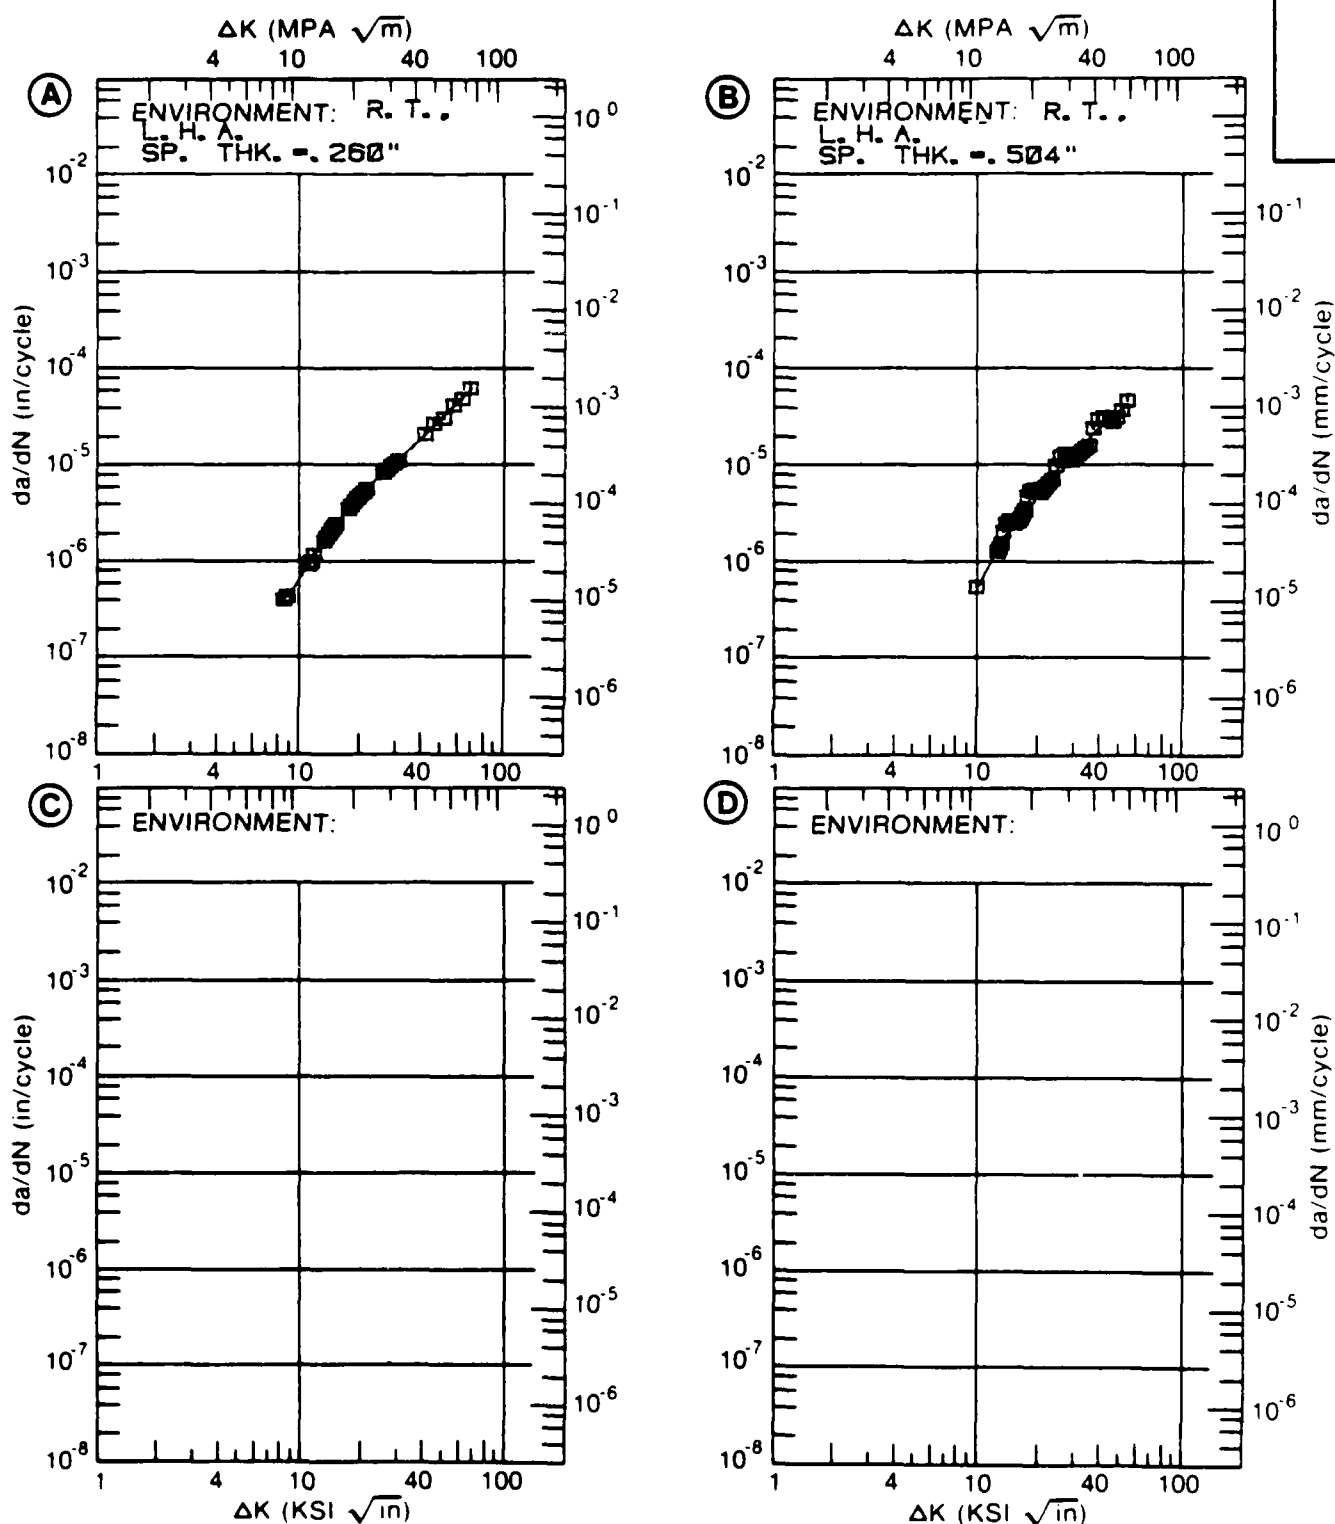 ΔK (MPA √m)
4 10 40 100
A
ENVIRONMENT: R. T.,
L. H. A.
SP. THK. =. 260"
10^0
10^-2
10^-1
10^-3
10^-2
10^-4
10^-3
10^-5
10^-4
10^-6
10^-5
10^-7
10^-6
10^-8
1 4 10 40 100
da/dN (in/cycle)
ΔK (MPA √m)
4 10 40 100
B
ENVIRONMENT: R. T.,
L. H. A.
SP. THK. =. 504"
10^-2
10^-1
10^-3
10^-2
10^-4
10^-3
10^-5
10^-4
10^-6
10^-5
10^-7
10^-6
10^-8
1 4 10 40 100
da/dN (mm/cycle)
C
ENVIRONMENT:
10^0
10^-2
10^-1
10^-3
10^-2
10^-4
10^-3
10^-5
10^-4
10^-6
10^-5
10^-7
10^-6
10^-8
1 4 10 40 100
ΔK (KSI √in)
da/dN (in/cycle)
D
ENVIRONMENT:
10^0
10^-2
10^-1
10^-3
10^-2
10^-4
10^-3
10^-5
10^-4
10^-6
10^-5
10^-7
10^-6
10^-8
1 4 10 40 100
ΔK (KSI √in)
da/dN (mm/cycle)